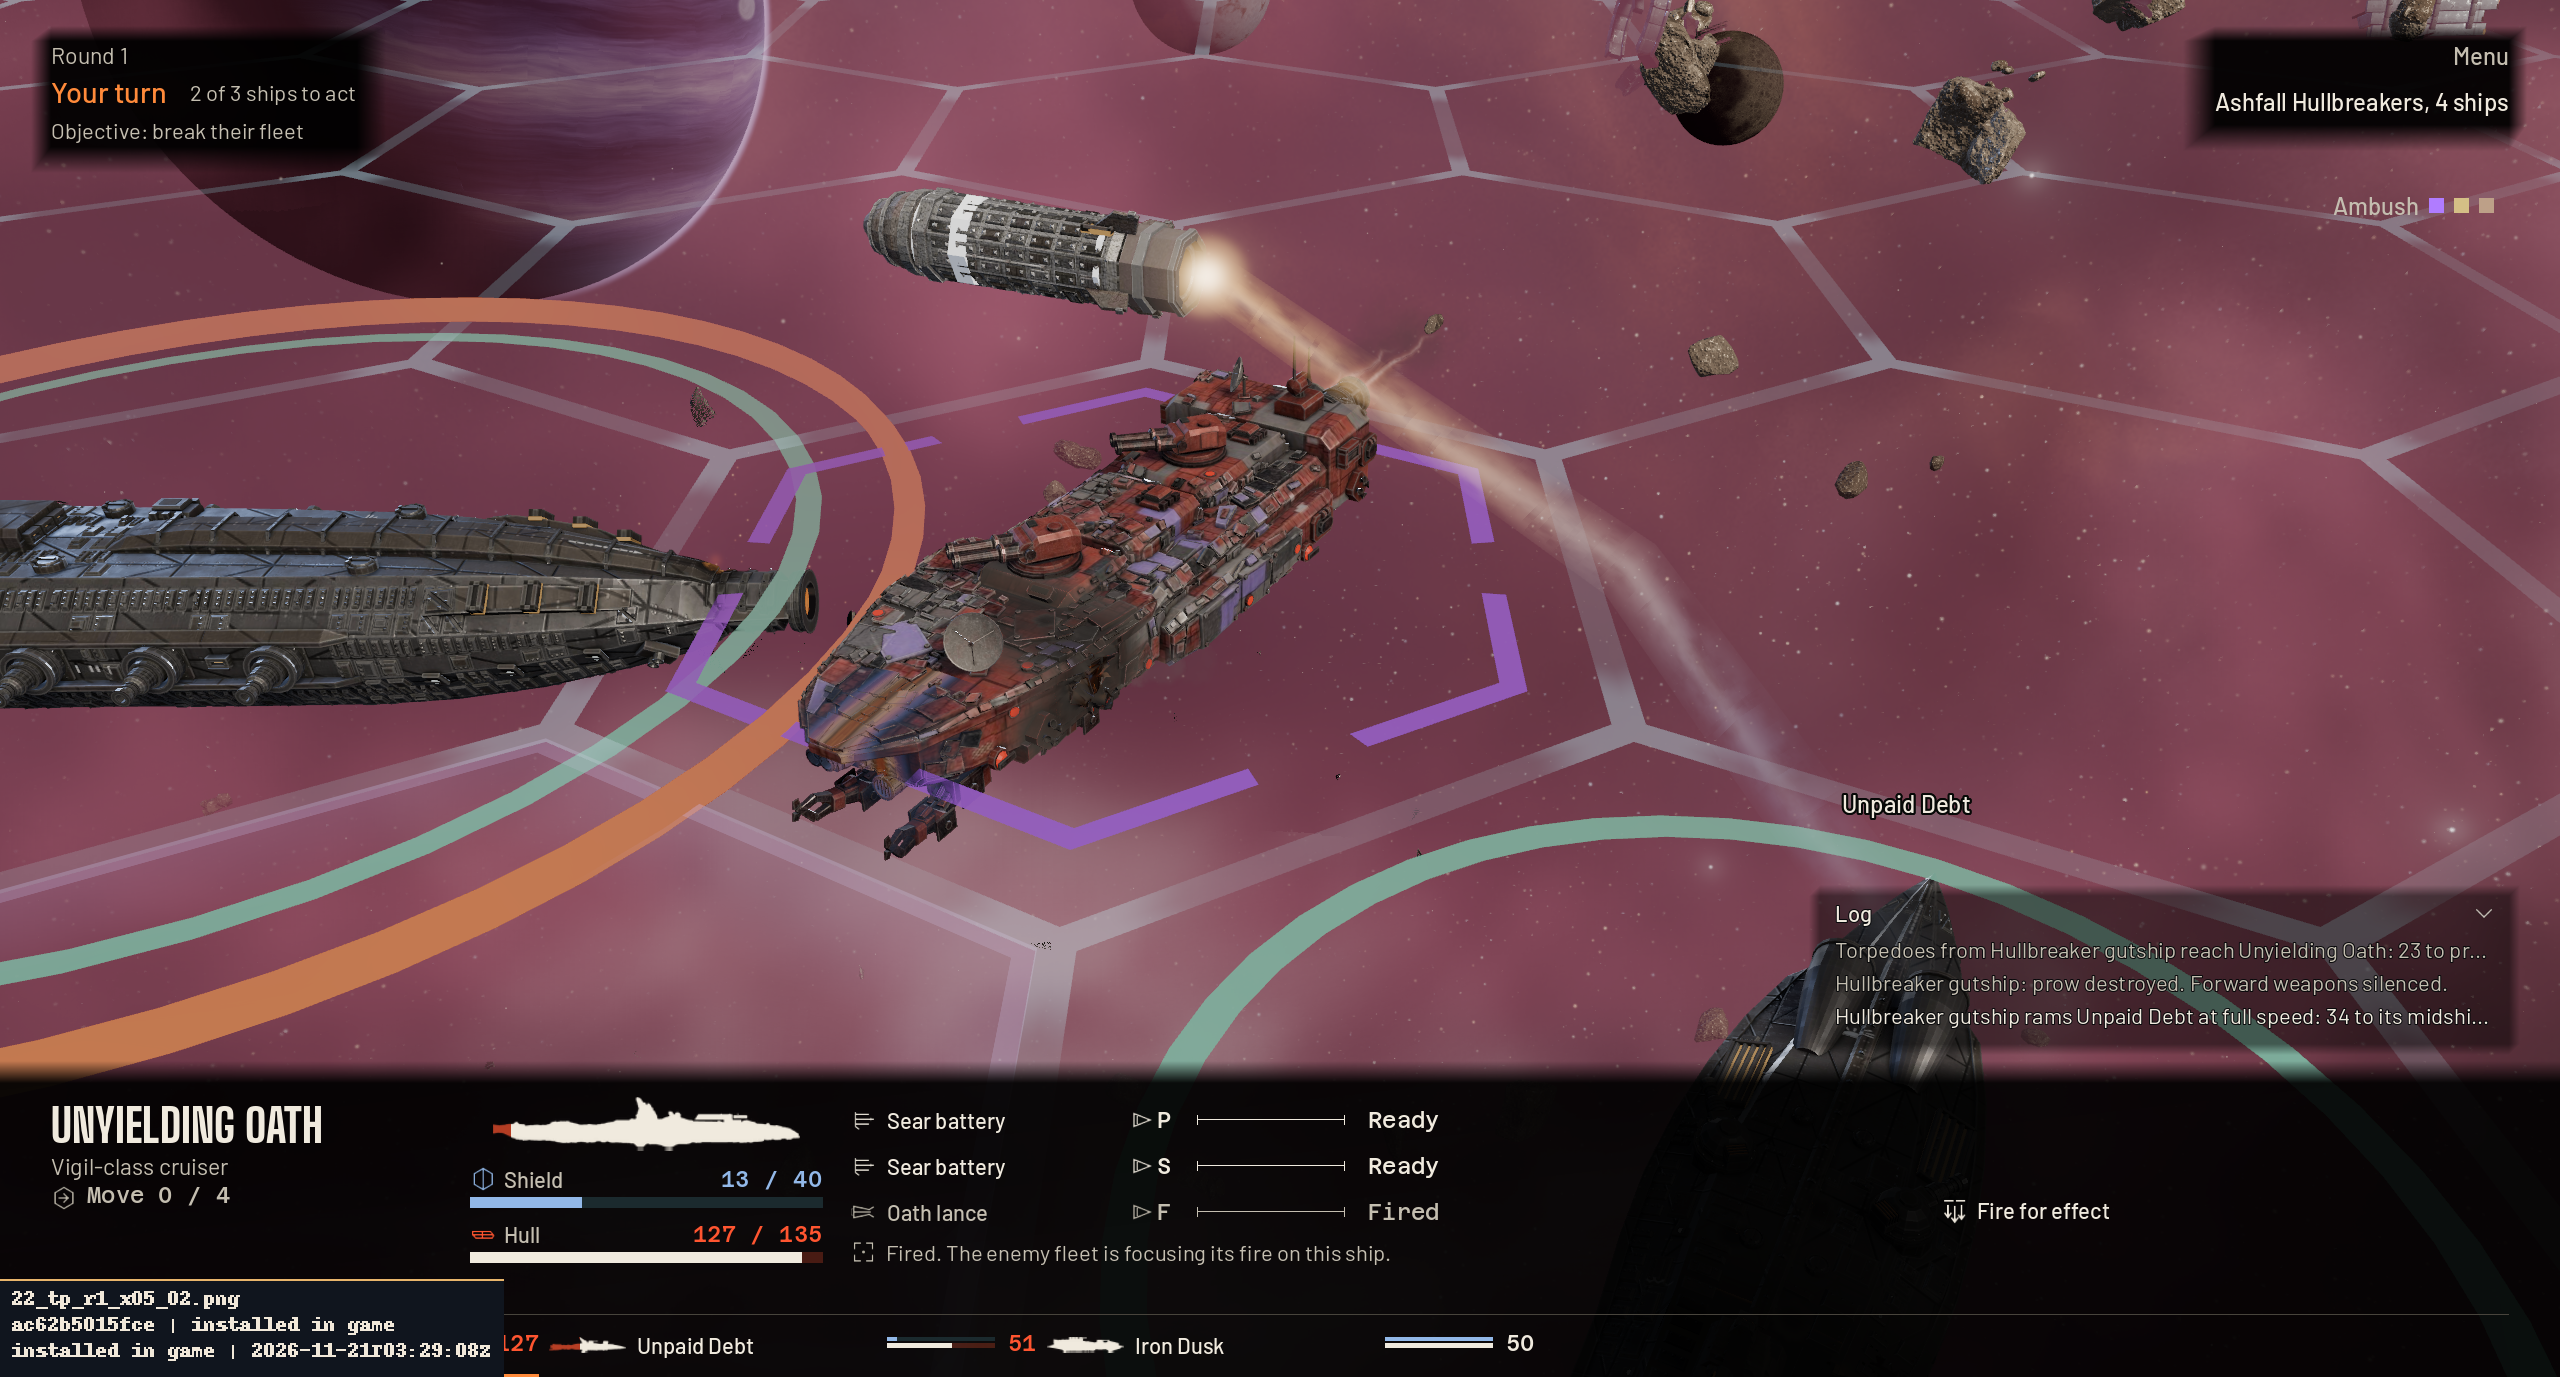 Round 1
Your turn 2 of 3 ships to act
Objective: break their fleet
Menu
Ashfall Hullbreakers, 4 ships
Ambush
Unpaid Debt
Log
Torpedoes from Hullbreaker gutship reach Unyielding Oath: 23 to pr...
Hullbreaker gutship: prow destroyed. Forward weapons silenced.
Hullbreaker gutship rams Unpaid Debt at full speed: 34 to its midshi...
UNYIELDING OATH
Vigil-class cruiser
Move 0 / 4
Shield 13 / 40
Hull 127 / 135
Sear battery P Ready
Sear battery S Ready
Oath lance F Fired
Fired. The enemy fleet is focusing its fire on this ship.
Fire for effect
22_tp_r1_x05_02.png
ac62b5015fce | installed in game
installed in game | 2026-11-21T03:29:08Z
127 Unpaid Debt 51 Iron Dusk 50